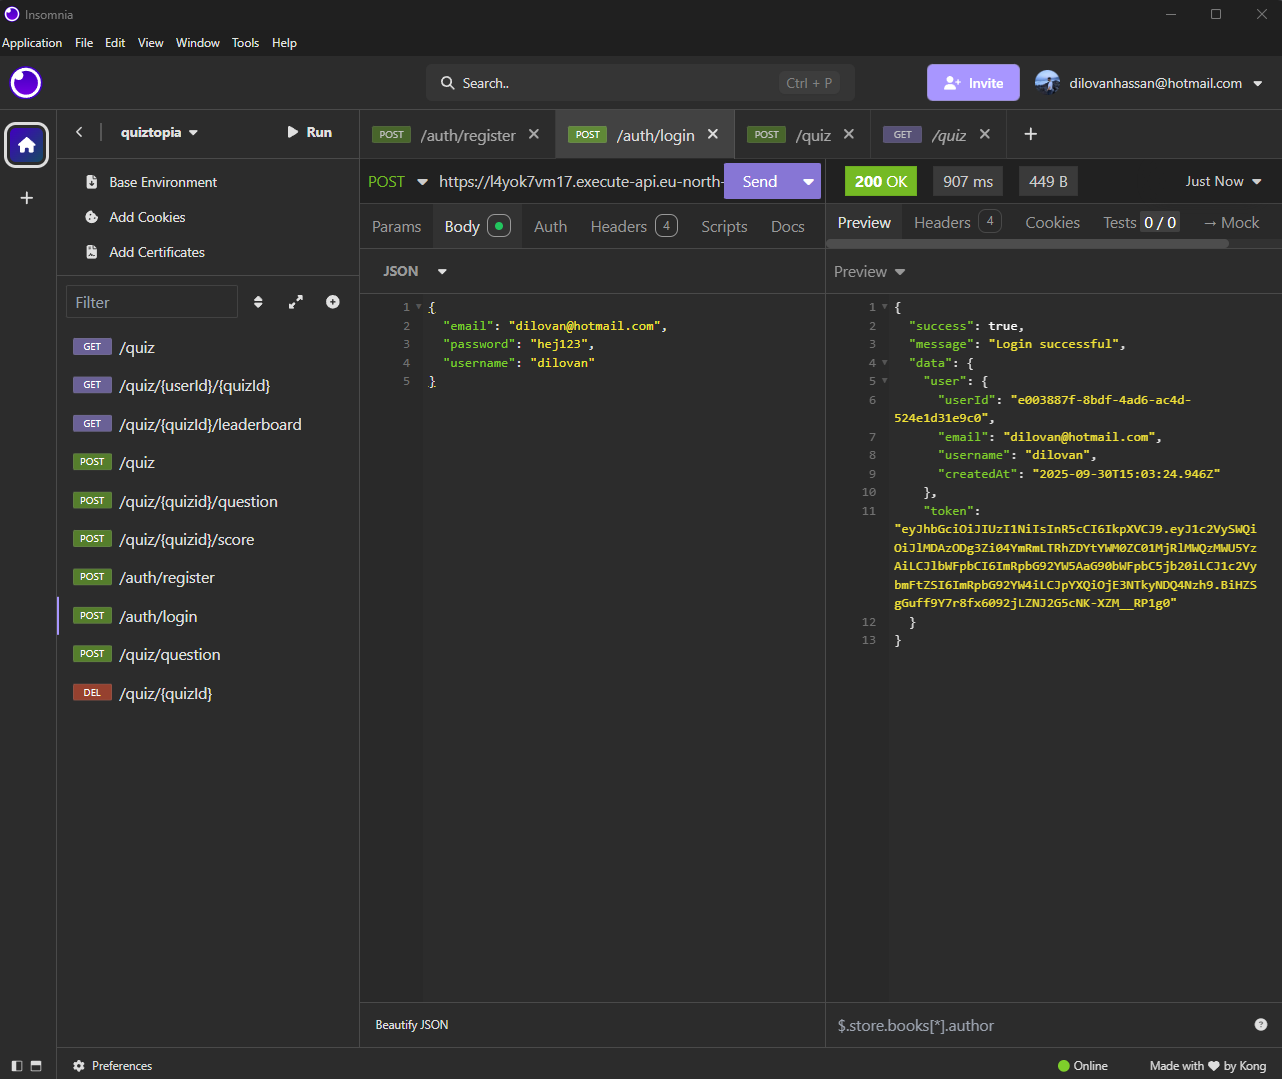 Insomnia
Application File Edit View Window Tools Help
Search.. Ctrl + P
Invite
dilovanhassan@hotmail.com
quiztopia
Run
POST /auth/register
POST /auth/login
POST /quiz
GET /quiz
Base Environment
Add Cookies
Add Certificates
Filter
GET /quiz
GET /quiz/{userId}/{quizId}
GET /quiz/{quizId}/leaderboard
POST /quiz
POST /quiz/{quizid}/question
POST /quiz/{quizid}/score
POST /auth/register
POST /auth/login
POST /quiz/question
DEL /quiz/{quizId}
POST https://l4yok7vm17.execute-api.eu-north- Send
Params Body Auth Headers 4 Scripts Docs
JSON
1 {
2 "email": "dilovan@hotmail.com",
3 "password": "hej123",
4 "username": "dilovan"
5 }
Beautify JSON
200 OK 907 ms 449 B Just Now
Preview Headers 4 Cookies Tests 0 / 0 → Mock
Preview
1 {
2 "success": true,
3 "message": "Login successful",
4 "data": {
5 "user": {
6 "userId": "e003887f-8bdf-4ad6-ac4d-
524e1d31e9c0",
7 "email": "dilovan@hotmail.com",
8 "username": "dilovan",
9 "createdAt": "2025-09-30T15:03:24.946Z"
10 },
11 "token":
"eyJhbGciOiJIUzI1NiIsInR5cCI6IkpXVCJ9.eyJ1c2VySWQi
OiJlMDAzODg3Zi04YmRmLTRhZDYtYWM0ZC01MjRlMWQzMWU5Yz
AiLCJlbWFpbCI6ImRpbG92YW5AaG90bWFpbC5jb20iLCJ1c2Vy
bmFtZSI6ImRpbG92YW4iLCJpYXQiOjE3NTkyNDQ4Nzh9.BiHZS
gGuff9Y7r8fx6092jLZNJ2G5cNK-XZM__RP1g0"
12 }
13 }
$.store.books[*].author
Preferences
Online
Made with ♥ by Kong